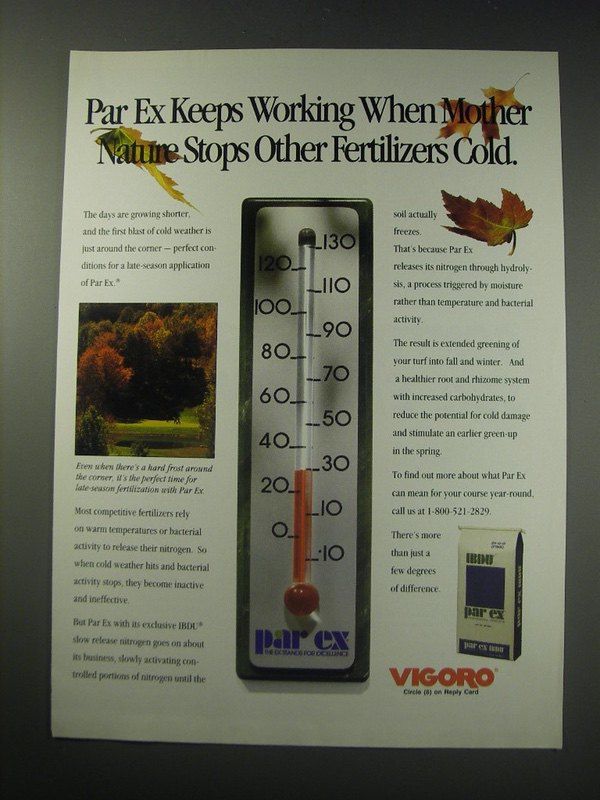 Par Ex Keeps Working When Mother
Nature Stops Other Fertilizers Cold.
The days are growing shorter,
and the first blast of cold weather is
just around the corner — perfect con-
ditions for a late-season application
of Par Ex.®
Even when there's a hard frost around
the corner, it's the perfect time for
late-season fertilization with Par Ex.
Most competitive fertilizers rely
on warm temperatures or bacterial
activity to release their nitrogen. So
when cold weather hits and bacterial
activity stops, they become inactive
and ineffective.
But Par Ex with its exclusive IBDU®
slow release nitrogen goes on about
its business, slowly activating con-
trolled portions of nitrogen until the
130
120
110
100
90
80
70
60
50
40
30
20
10
0
-10
par ex
THE EX STANDS FOR EXCELLENCE
soil actually
freezes.
That's because Par Ex
releases its nitrogen through hydroly-
sis, a process triggered by moisture
rather than temperature and bacterial
activity.
The result is extended greening of
your turf into fall and winter. And
a healthier root and rhizome system
with increased carbohydrates, to
reduce the potential for cold damage
and stimulate an earlier green-up
in the spring.
To find out more about what Par Ex
can mean for your course year-round,
call us at 1-800-521-2829.
There's more
than just a
few degrees
of difference.
IBDU
par ex
par ex IBDU
VIGORO®
Circle (6) on Reply Card